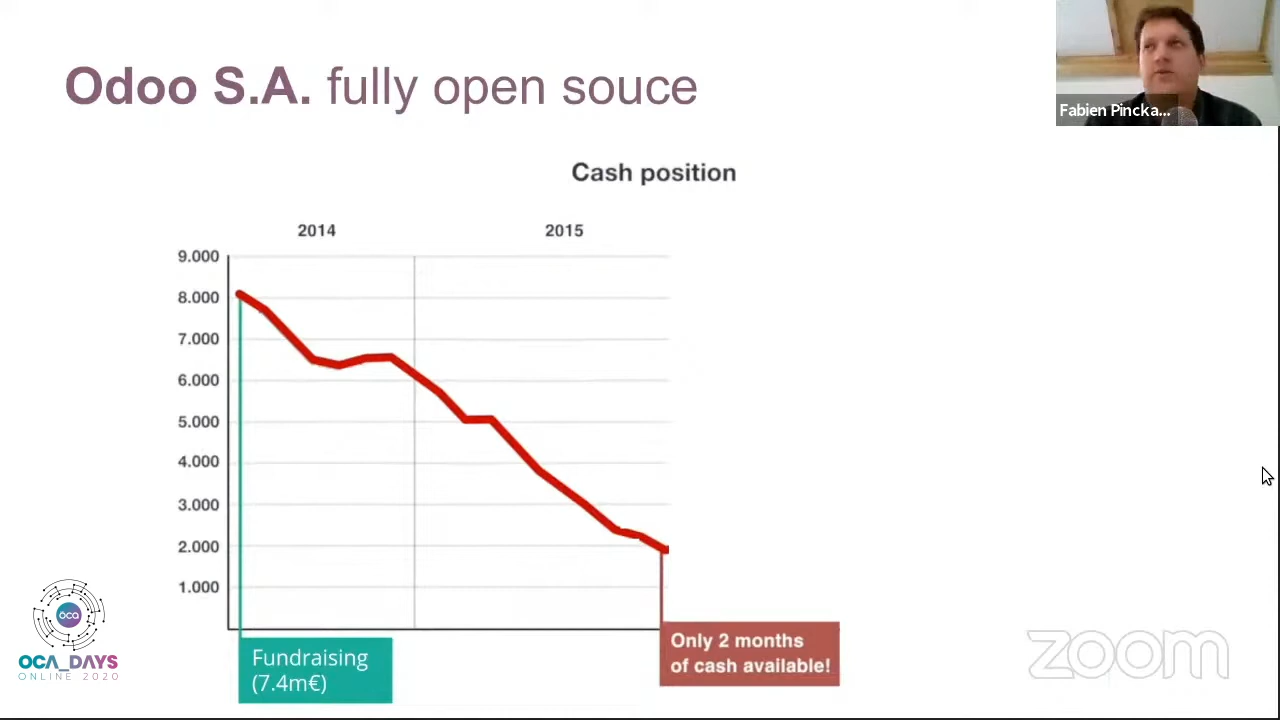 Odoo S.A. fully open souce
Fabien Pincka...
Cash position
2014 2015
9.000
8.000
7.000
6.000
5.000
4.000
3.000
2.000
1.000
Fundraising
(7.4m€)
Only 2 months
of cash available!
oca
OCA_DAYS
ONLINE 2020
zoom